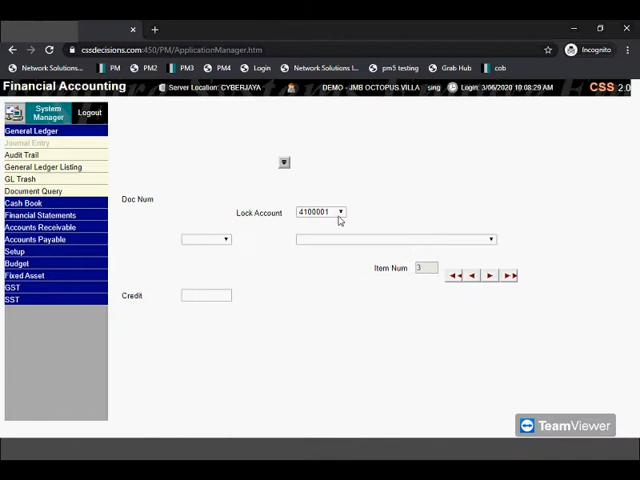 cssdecisions.com:450/PM/ApplicationManager.htm
Incognito
Network Solutions... PM PM2 PM3 Network Solutions I... PM4 Login pm5 testing Grab Hub cob
Financial Accounting
Server Location: CYBERJAYA
DEMO - JMB OCTOPUS VILLA
sing
Login: 3/06/2020 10:08:29 AM
CSS 2.0
System Manager
Logout
General Ledger
Journal Entry
Audit Trail
General Ledger Listing
GL Trash
Document Query
Cash Book
Financial Statements
Accounts Receivable
Accounts Payable
Setup
Budget
Fixed Asset
GST
SST
Doc Num
Lock Account 4100001
Item Num 3
Credit
TeamViewer